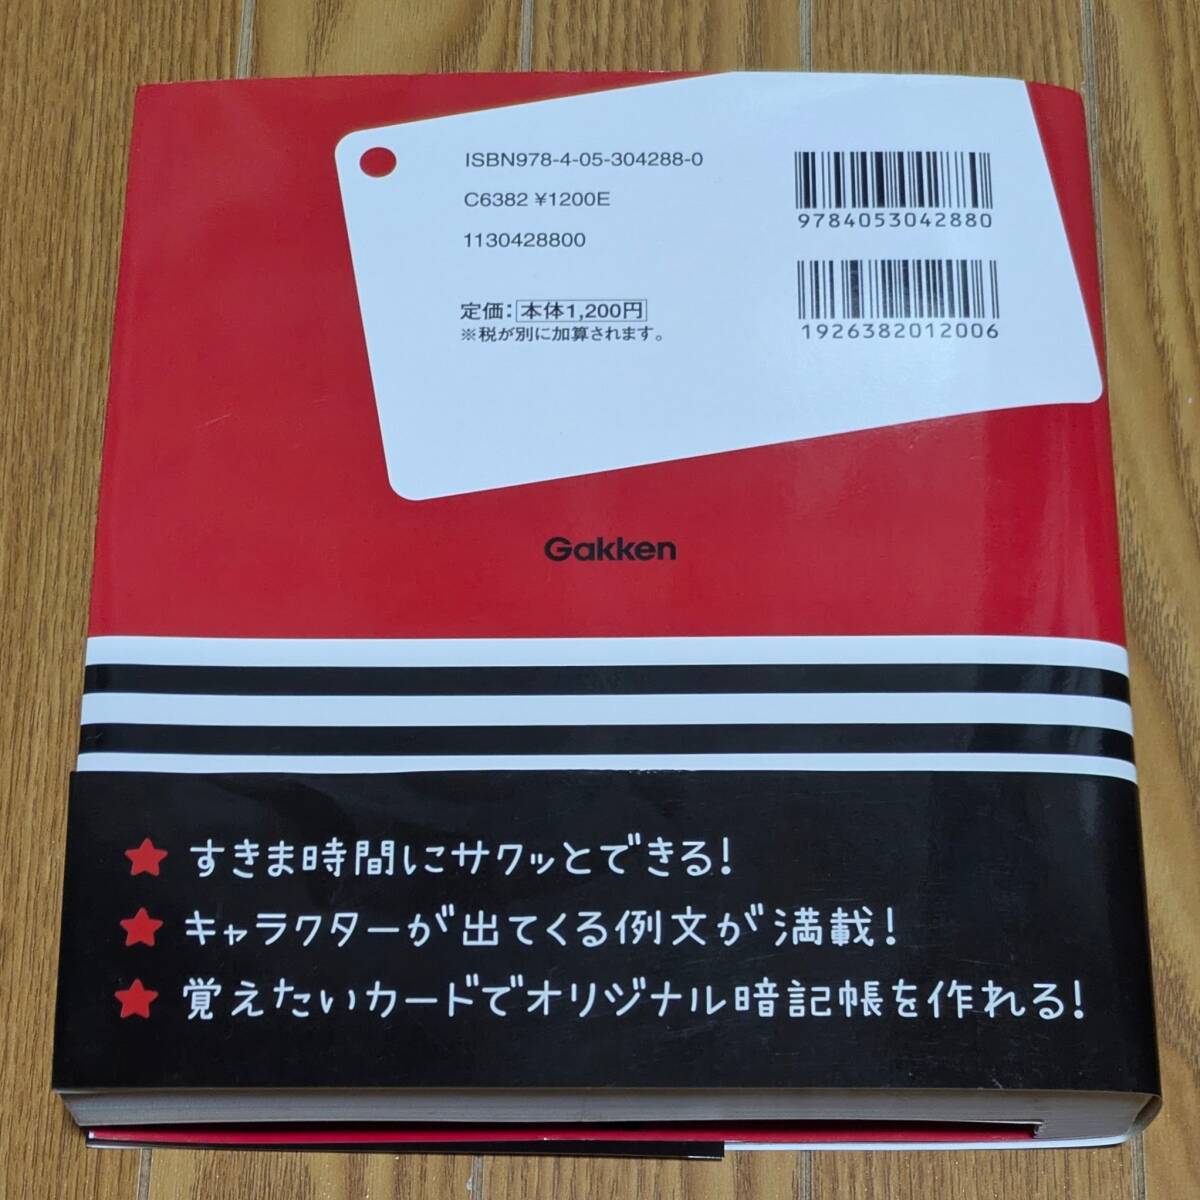 ISBN978-4-05-304288-0
C6382 ¥1200E
1130428800
定価：本体1,200円
※税が別に加算されます。
9784053042880
1926382012006
Gakken
★すきま時間にサクッとできる！
★キャラクターが出てくる例文が満載！
★覚えたいカードでオリジナル暗記帳を作れる！